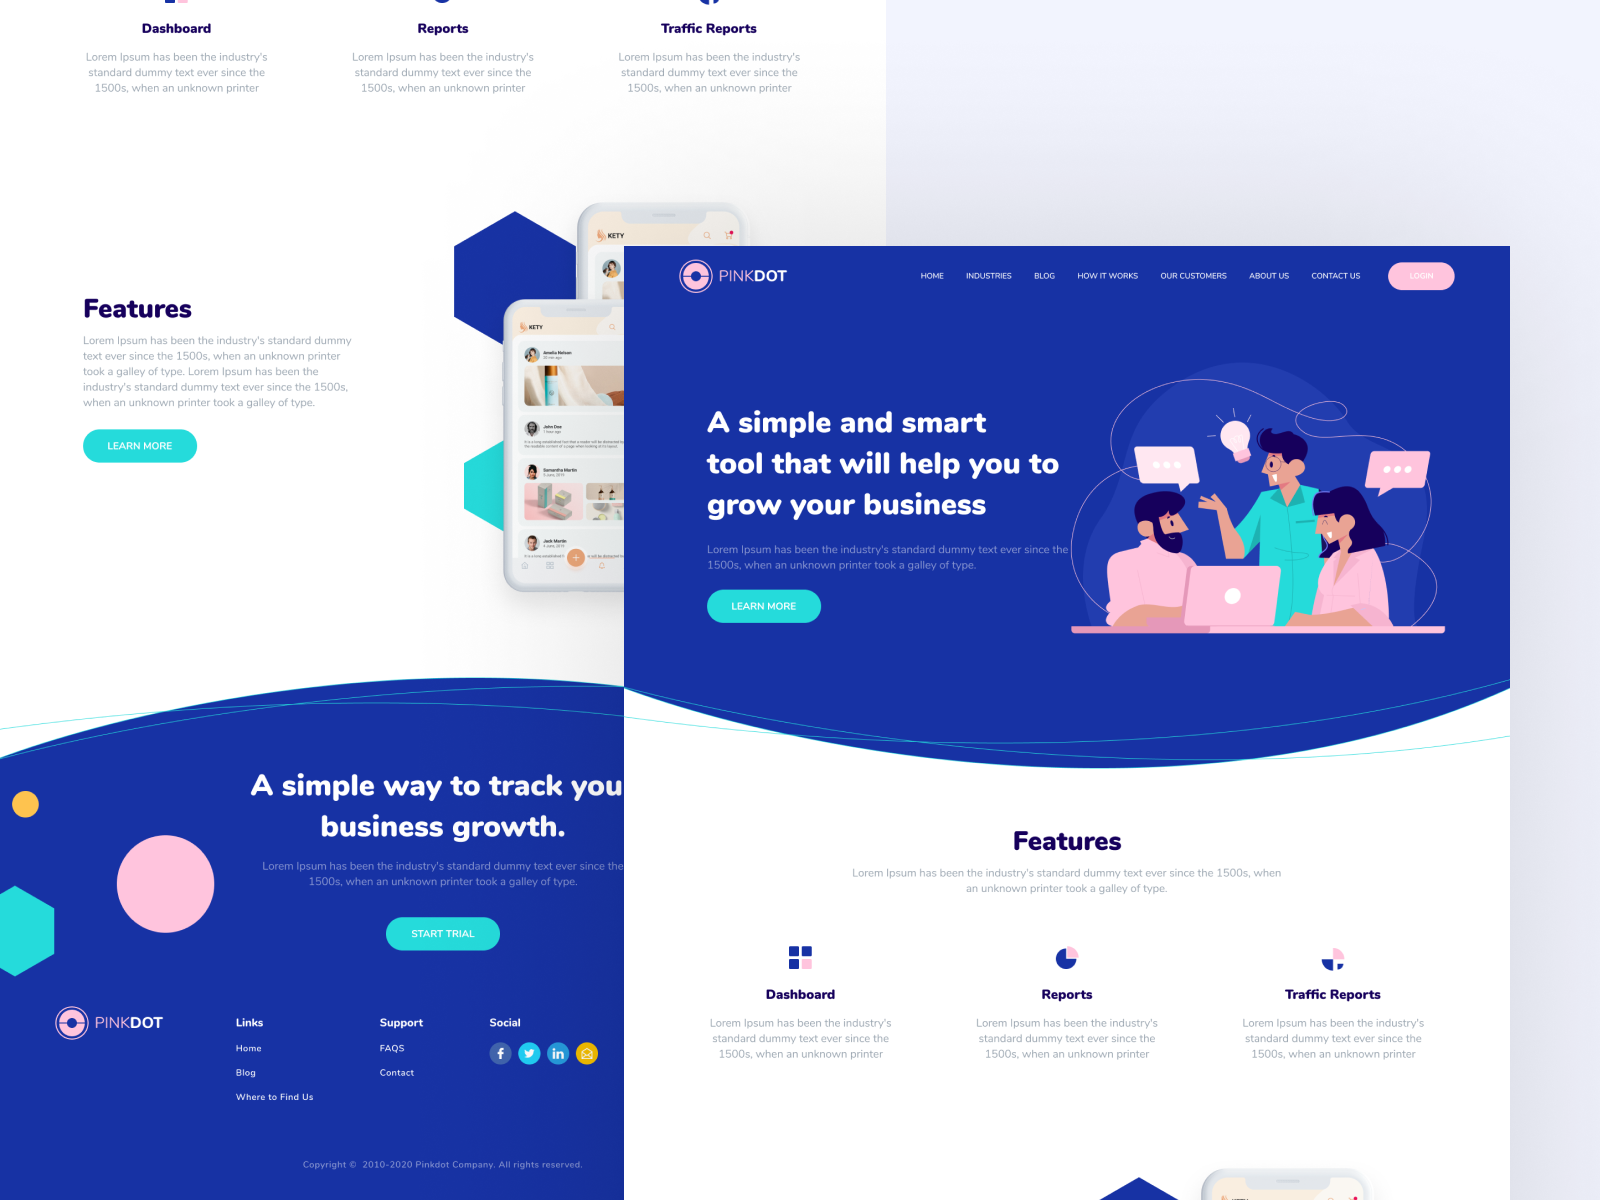 Dashboard
Lorem Ipsum has been the industry's
standard dummy text ever since the
1500s, when an unknown printer
Reports
Lorem Ipsum has been the industry's
standard dummy text ever since the
1500s, when an unknown printer
Traffic Reports
Lorem Ipsum has been the industry's
standard dummy text ever since the
1500s, when an unknown printer
Features
Lorem Ipsum has been the industry's standard dummy
text ever since the 1500s, when an unknown printer
took a galley of type. Lorem Ipsum has been the
industry's standard dummy text ever since the 1500s,
when an unknown printer took a galley of type.
LEARN MORE
KETY
KETY
Amelia Nelson
John Doe
Samantha Martin
Jack Martin
A simple way to track you
business growth.
Lorem Ipsum has been the industry's standard dummy text ever since the
1500s, when an unknown printer took a galley of type.
START TRIAL
PINKDOT
Links
Home
Blog
Where to Find Us
Support
FAQS
Contact
Social
Copyright © 2010-2020 Pinkdot Company. All rights reserved.
PINKDOT
HOME
INDUSTRIES
BLOG
HOW IT WORKS
OUR CUSTOMERS
ABOUT US
CONTACT US
LOGIN
A simple and smart
tool that will help you to
grow your business
Lorem Ipsum has been the industry's standard dummy text ever since the
1500s, when an unknown printer took a galley of type.
LEARN MORE
Features
Lorem Ipsum has been the industry's standard dummy text ever since the 1500s, when
an unknown printer took a galley of type.
Dashboard
Lorem Ipsum has been the industry's
standard dummy text ever since the
1500s, when an unknown printer
Reports
Lorem Ipsum has been the industry's
standard dummy text ever since the
1500s, when an unknown printer
Traffic Reports
Lorem Ipsum has been the industry's
standard dummy text ever since the
1500s, when an unknown printer